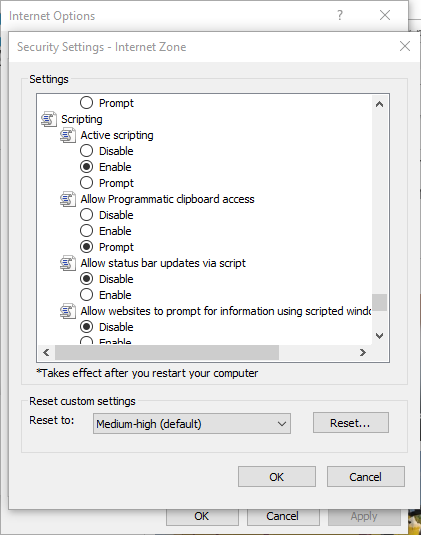 Internet Options
Security Settings - Internet Zone
Settings
Prompt
Scripting
Active scripting
Disable
Enable
Prompt
Allow Programmatic clipboard access
Disable
Enable
Prompt
Allow status bar updates via script
Disable
Enable
Allow websites to prompt for information using scripted
Disable
Enable
*Takes effect after you restart your computer
Reset custom settings
Reset to:
Medium-high (default)
Reset...
OK
Cancel
OK
Cancel
Apply